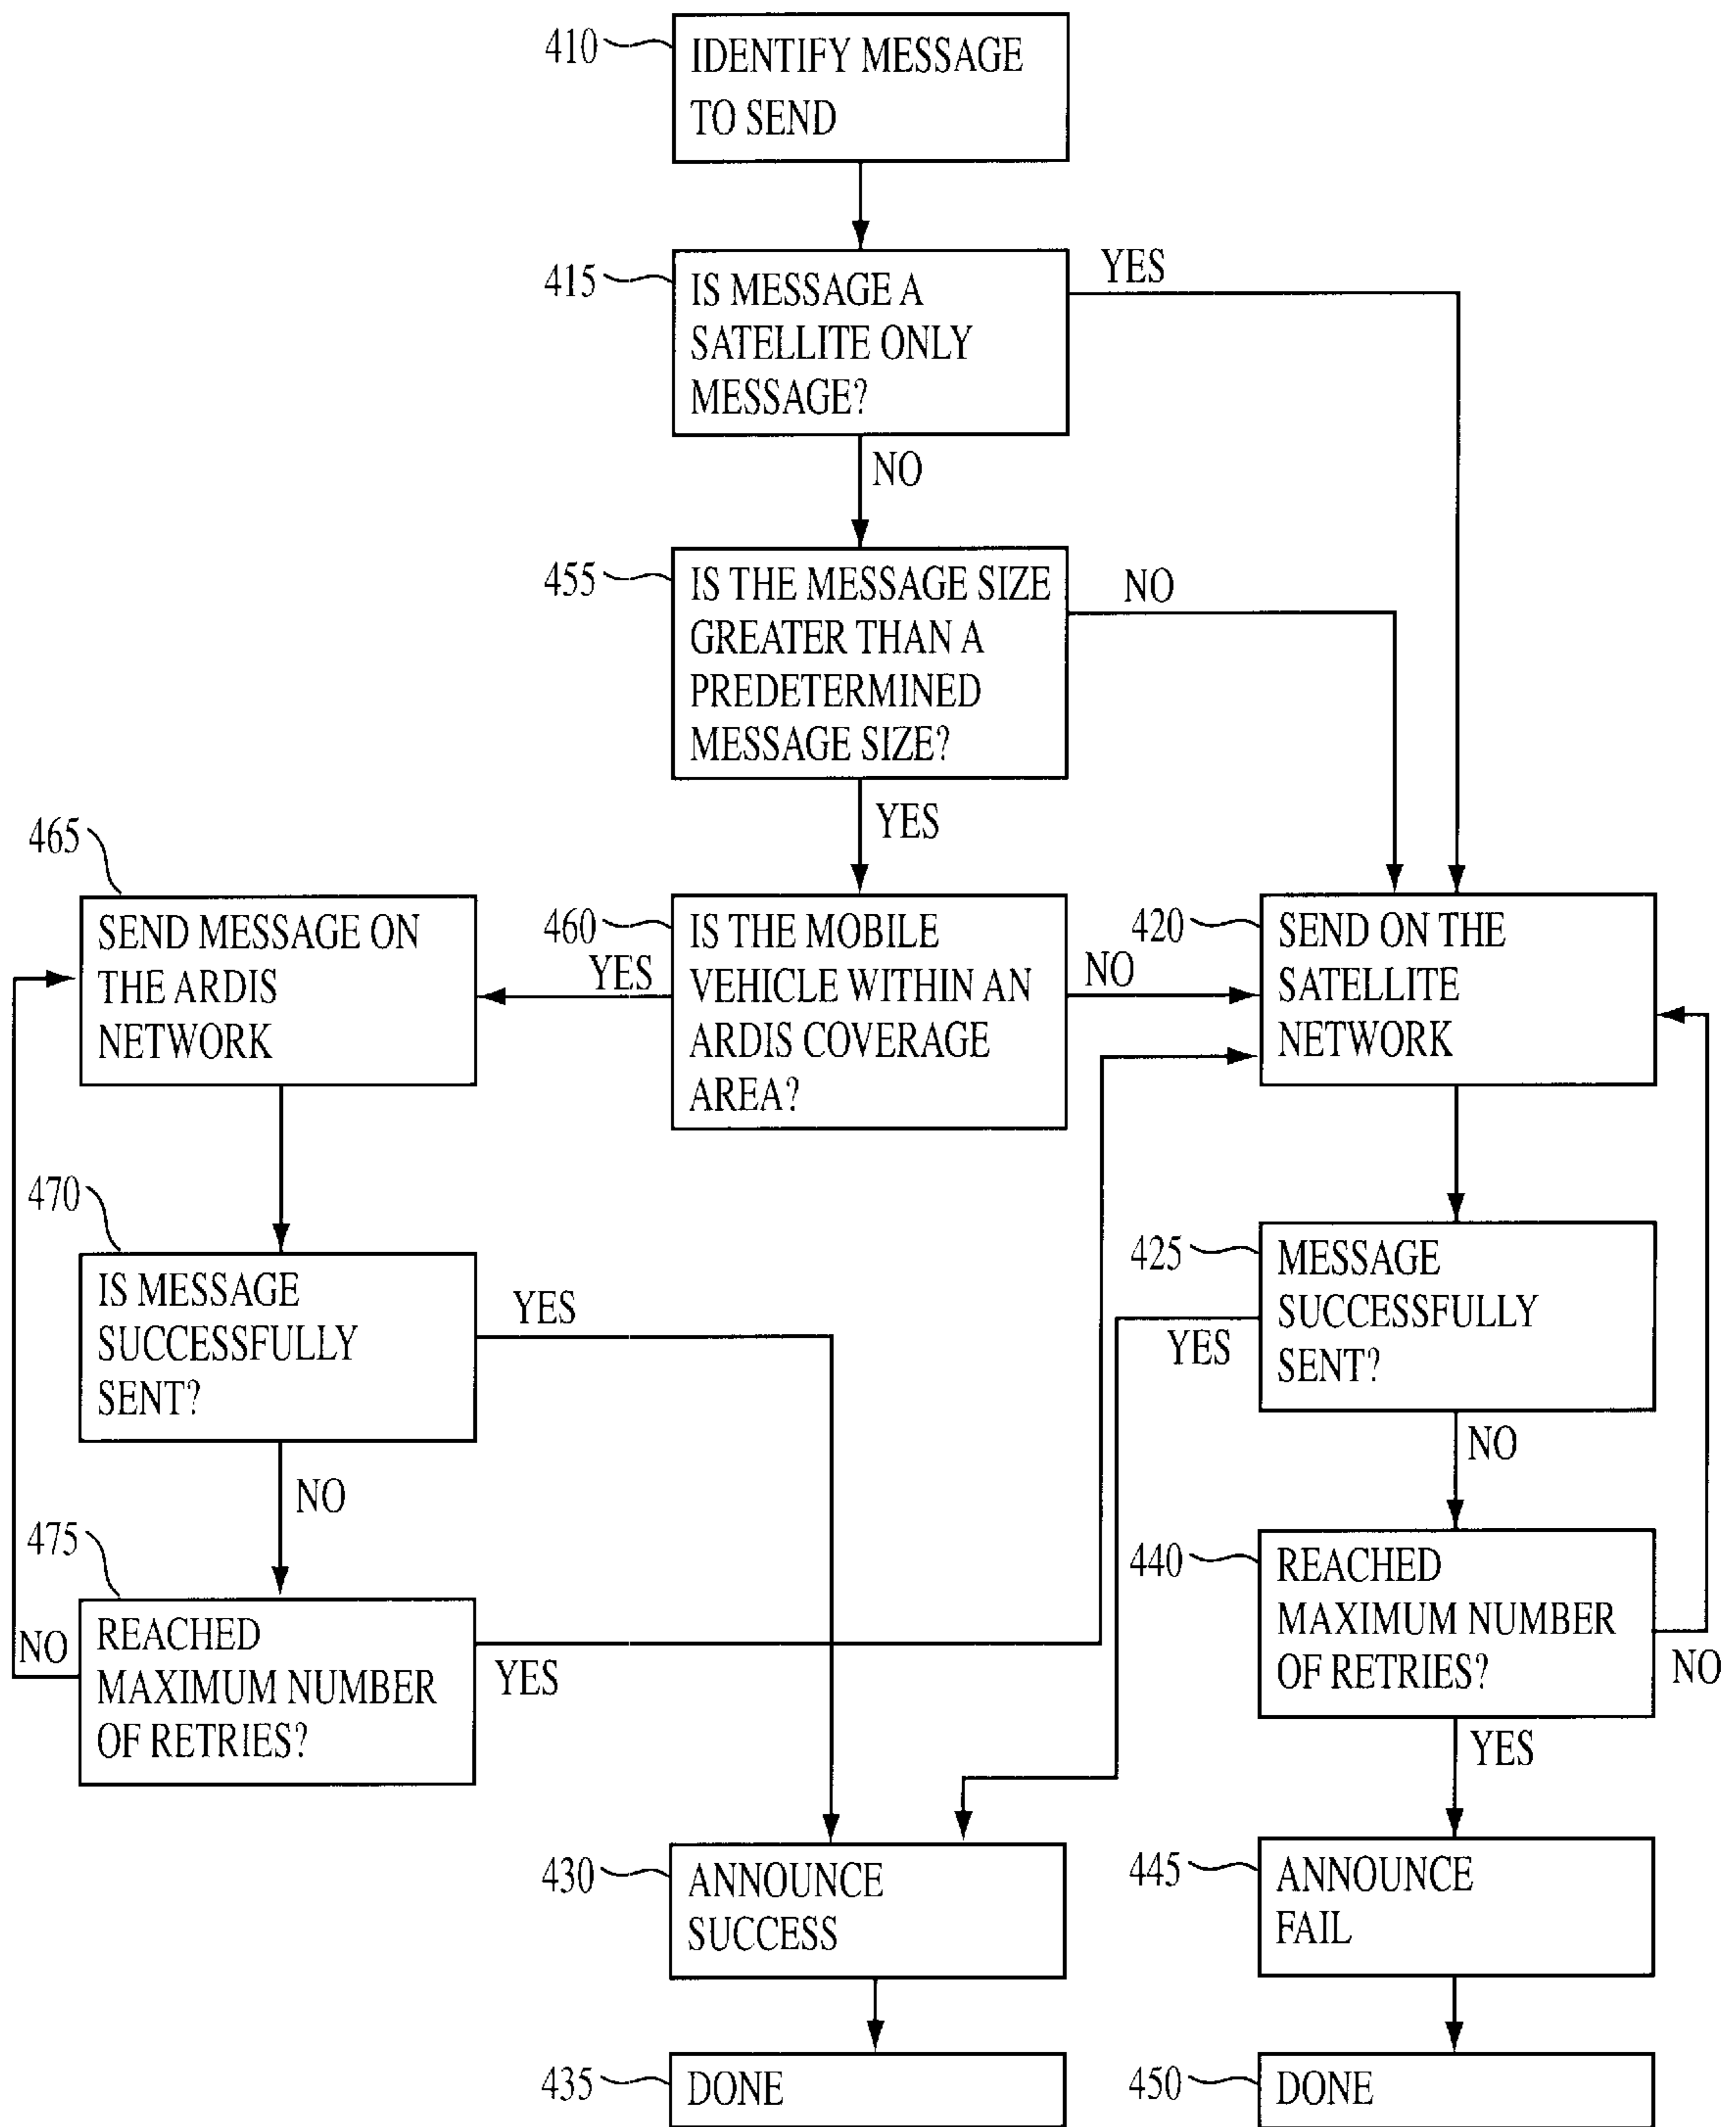 410
IDENTIFY MESSAGE
TO SEND
415
IS MESSAGE A
SATELLITE ONLY
MESSAGE?
YES
NO
455
IS THE MESSAGE SIZE
GREATER THAN A
PREDETERMINED
MESSAGE SIZE?
NO
YES
465
SEND MESSAGE ON
THE ARDIS
NETWORK
YES
460
IS THE MOBILE
VEHICLE WITHIN AN
ARDIS COVERAGE
AREA?
NO
420
SEND ON THE
SATELLITE
NETWORK
470
IS MESSAGE
SUCCESSFULLY
SENT?
YES
NO
425
MESSAGE
SUCCESSFULLY
SENT?
YES
NO
475
REACHED
MAXIMUM NUMBER
OF RETRIES?
NO
YES
440
REACHED
MAXIMUM NUMBER
OF RETRIES?
NO
YES
430
ANNOUNCE
SUCCESS
445
ANNOUNCE
FAIL
435
DONE
450
DONE